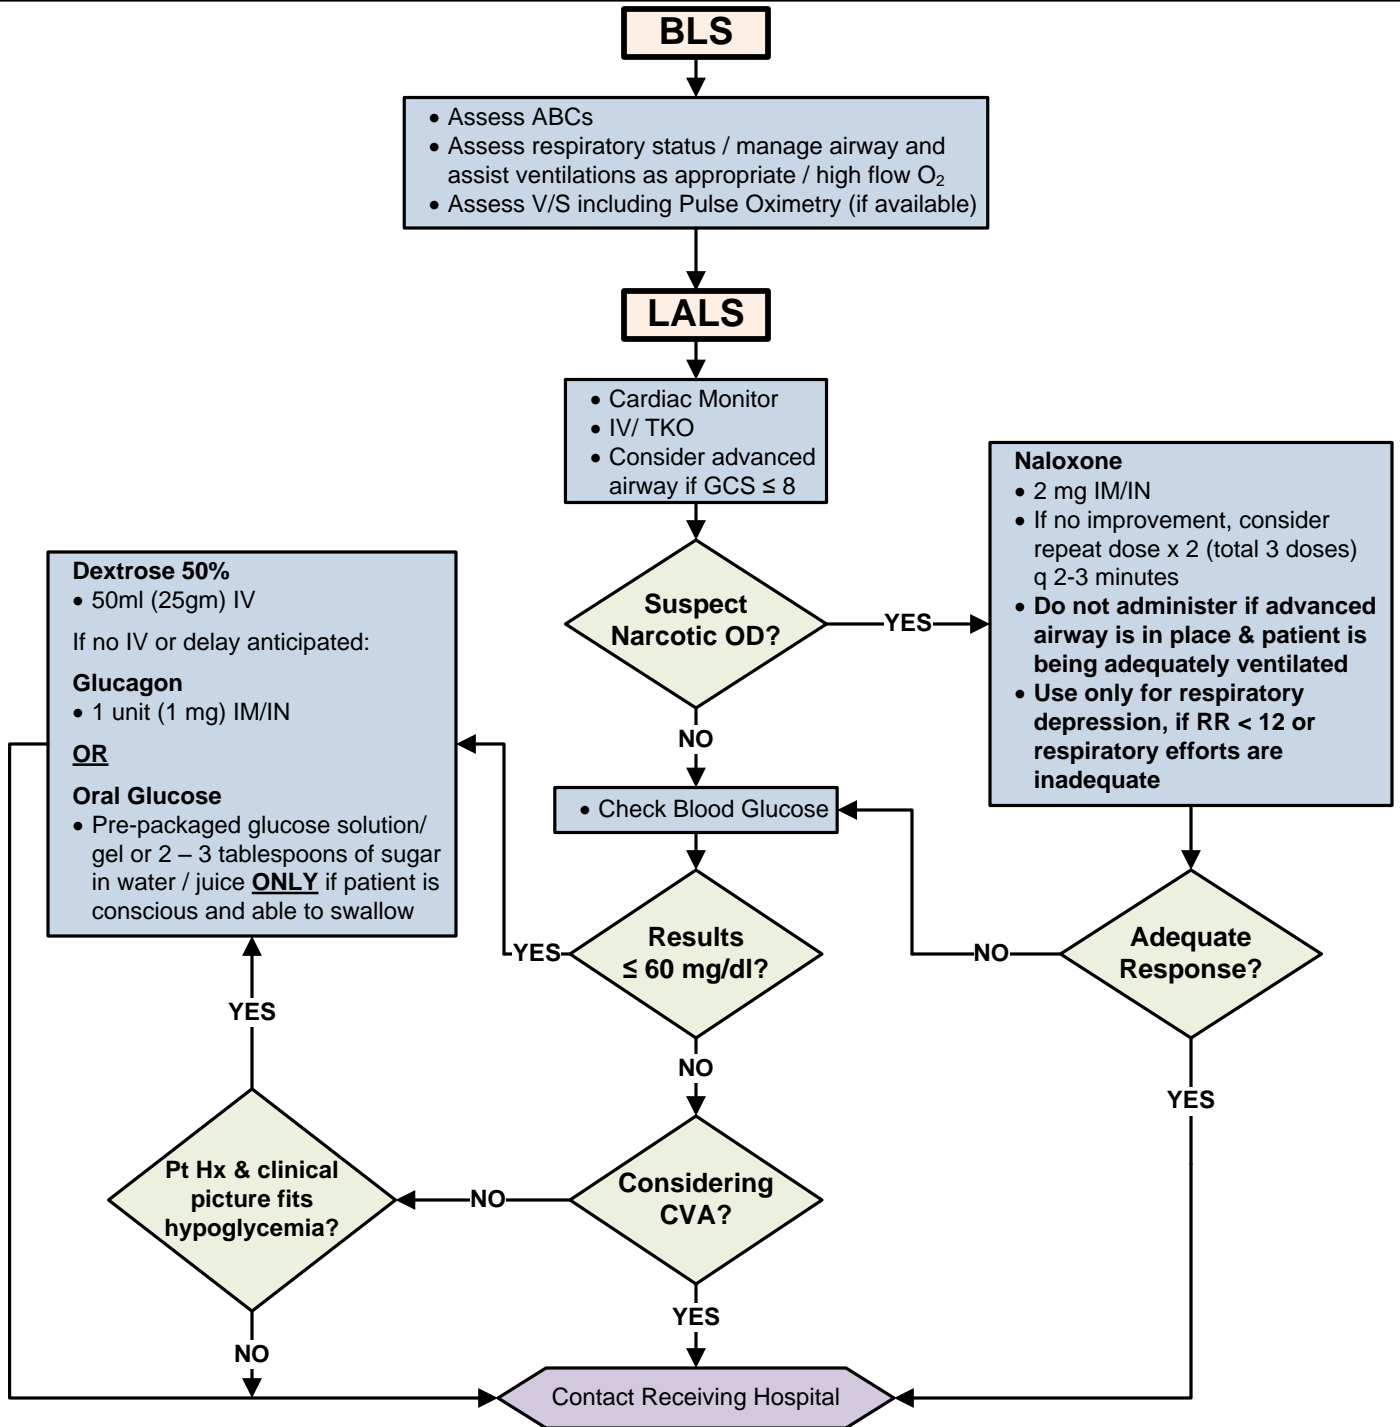 BLS
• Assess ABCs
• Assess respiratory status / manage airway and
assist ventilations as appropriate / high flow O₂
• Assess V/S including Pulse Oximetry (if available)
LALS
• Cardiac Monitor
• IV/ TKO
• Consider advanced
airway if GCS ≤ 8
Suspect
Narcotic OD?
YES
Naloxone
• 2 mg IM/IN
• If no improvement, consider
repeat dose x 2 (total 3 doses)
q 2-3 minutes
• Do not administer if advanced
airway is in place & patient is
being adequately ventilated
• Use only for respiratory
depression, if RR < 12 or
respiratory efforts are
inadequate
NO
Dextrose 50%
• 50ml (25gm) IV
If no IV or delay anticipated:
Glucagon
• 1 unit (1 mg) IM/IN
OR
Oral Glucose
• Pre-packaged glucose solution/
gel or 2 – 3 tablespoons of sugar
in water / juice ONLY if patient is
conscious and able to swallow
• Check Blood Glucose
YES
Results
≤ 60 mg/dl?
NO
Adequate
Response?
YES
NO
YES
Pt Hx & clinical
picture fits
hypoglycemia?
NO
Considering
CVA?
YES
NO
Contact Receiving Hospital